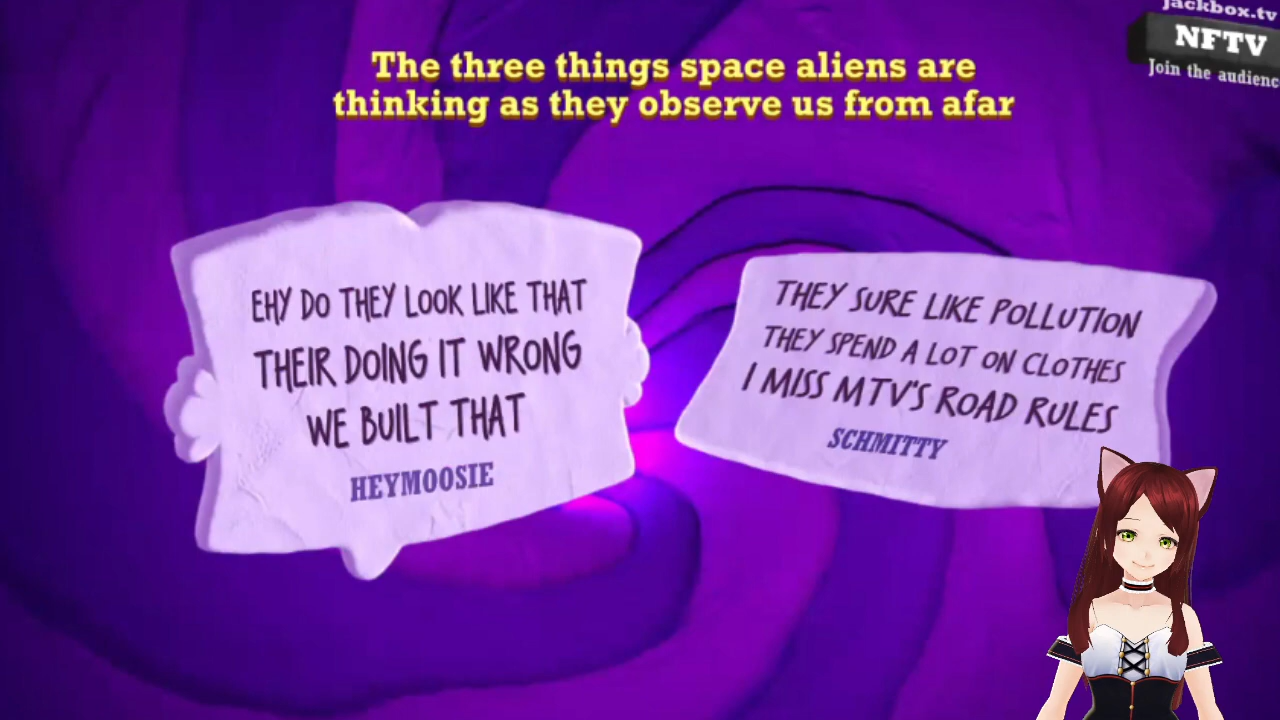 The three things space aliens are
thinking as they observe us from afar
jackbox.tv
NFTV
Join the audienc
EHY DO THEY LOOK LIKE THAT
THEIR DOING IT WRONG
WE BUILT THAT
HEYMOOSIE
THEY SURE LIKE POLLUTION
THEY SPEND A LOT ON CLOTHES
I MISS MTV'S ROAD RULES
SCHMITTY